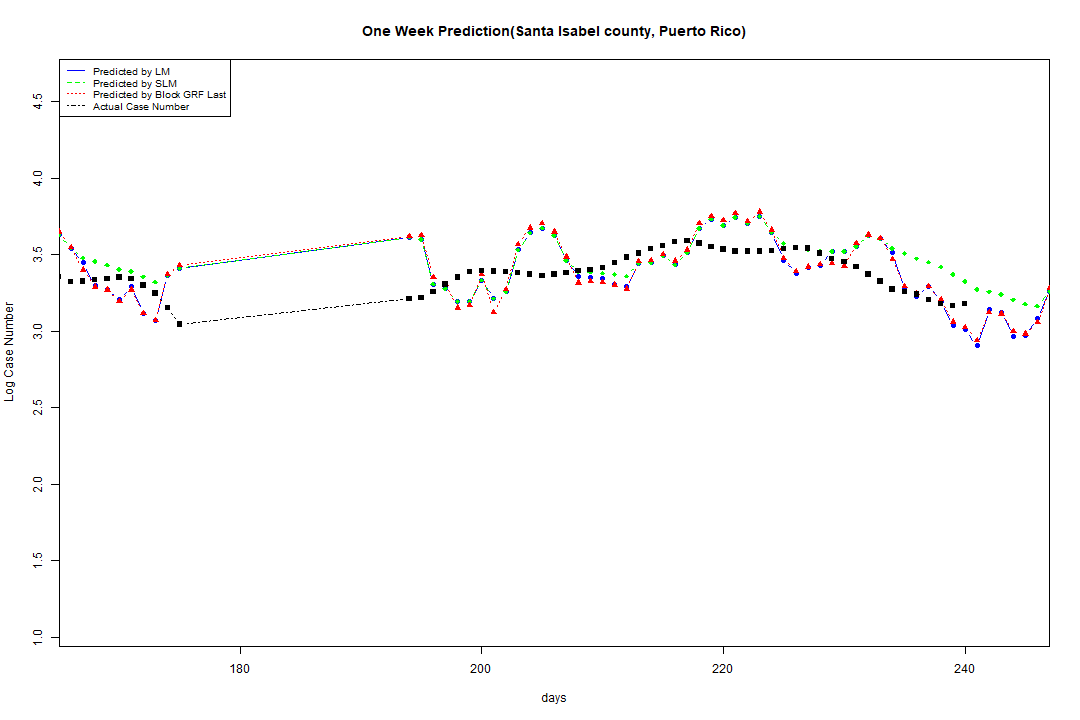 One Week Prediction(Santa Isabel county, Puerto Rico)
Predicted by LM
Predicted by SLM
Predicted by Block GRF Last
Actual Case Number
4.5
4.0
3.5
3.0
2.5
2.0
1.5
1.0
Log Case Number
180 200 220 240
days